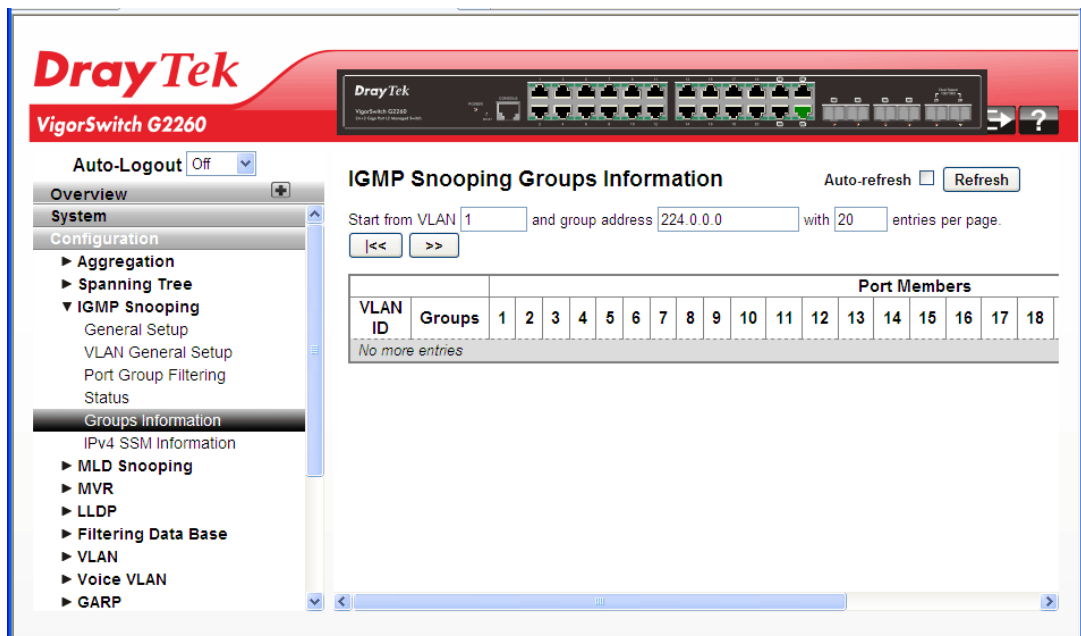 DrayTek
VigorSwitch G2260
DrayTek
VigorSwitch G2260
Auto-Logout Off
Overview
System
Configuration
► Aggregation
► Spanning Tree
▼ IGMP Snooping
General Setup
VLAN General Setup
Port Group Filtering
Status
Groups Information
IPv4 SSM Information
► MLD Snooping
► MVR
► LLDP
► Filtering Data Base
► VLAN
► Voice VLAN
► GARP
?
IGMP Snooping Groups Information
Auto-refresh Refresh
Start from VLAN 1 and group address 224.0.0.0 with 20 entries per page.
|<< >>
Port Members
VLAN ID Groups 1 2 3 4 5 6 7 8 9 10 11 12 13 14 15 16 17 18
No more entries